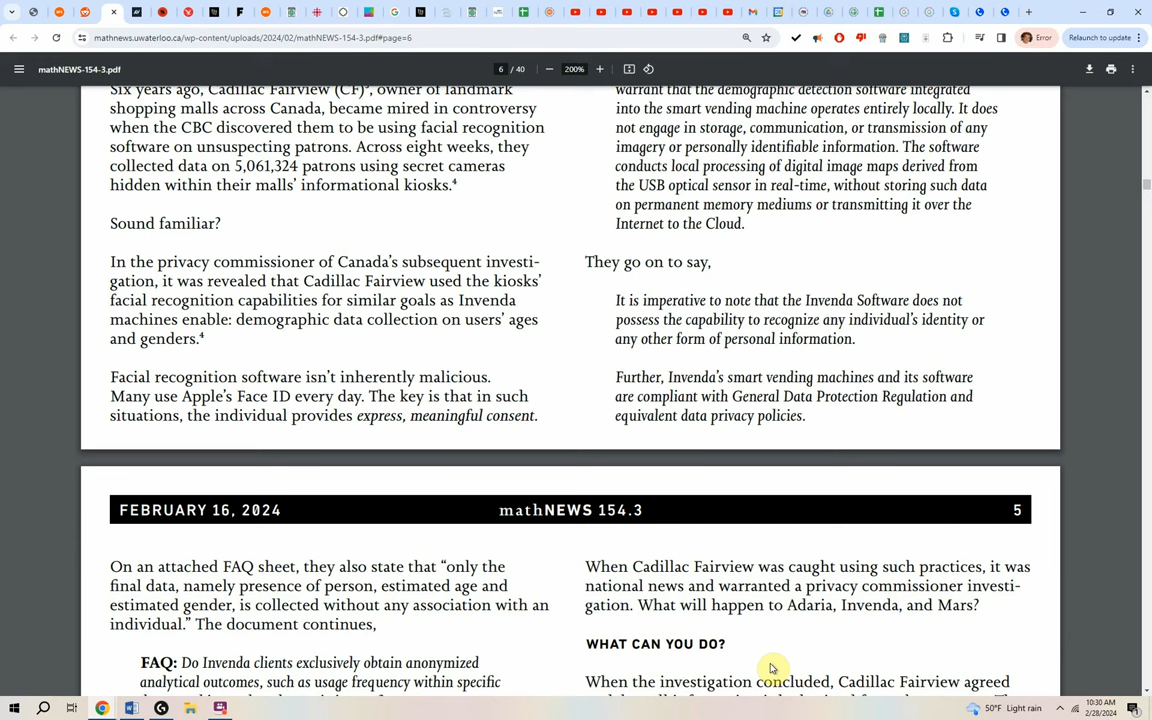 mathnews.uwaterloo.ca/wp-content/uploads/2024/02/mathNEWS-154-3.pdf#page=6
Error
Relaunch to update
mathNEWS-154-3.pdf
6 / 40
200%
Six years ago, Cadillac Fairview (CF)³, owner of landmark
shopping malls across Canada, became mired in controversy
when the CBC discovered them to be using facial recognition
software on unsuspecting patrons. Across eight weeks, they
collected data on 5,061,324 patrons using secret cameras
hidden within their malls' informational kiosks.⁴
Sound familiar?
In the privacy commissioner of Canada's subsequent investi-
gation, it was revealed that Cadillac Fairview used the kiosks'
facial recognition capabilities for similar goals as Invenda
machines enable: demographic data collection on users' ages
and genders.⁴
Facial recognition software isn't inherently malicious.
Many use Apple's Face ID every day. The key is that in such
situations, the individual provides express, meaningful consent.
warrant that the demographic detection software integrated
into the smart vending machine operates entirely locally. It does
not engage in storage, communication, or transmission of any
imagery or personally identifiable information. The software
conducts local processing of digital image maps derived from
the USB optical sensor in real-time, without storing such data
on permanent memory mediums or transmitting it over the
Internet to the Cloud.
They go on to say,
It is imperative to note that the Invenda Software does not
possess the capability to recognize any individual's identity or
any other form of personal information.
Further, Invenda's smart vending machines and its software
are compliant with General Data Protection Regulation and
equivalent data privacy policies.
FEBRUARY 16, 2024
mathNEWS 154.3
5
On an attached FAQ sheet, they also state that "only the
final data, namely presence of person, estimated age and
estimated gender, is collected without any association with an
individual." The document continues,
FAQ: Do Invenda clients exclusively obtain anonymized
analytical outcomes, such as usage frequency within specific
When Cadillac Fairview was caught using such practices, it was
national news and warranted a privacy commissioner investi-
gation. What will happen to Adaria, Invenda, and Mars?
WHAT CAN YOU DO?
When the investigation concluded, Cadillac Fairview agreed
50°F Light rain
10:30 AM
2/28/2024